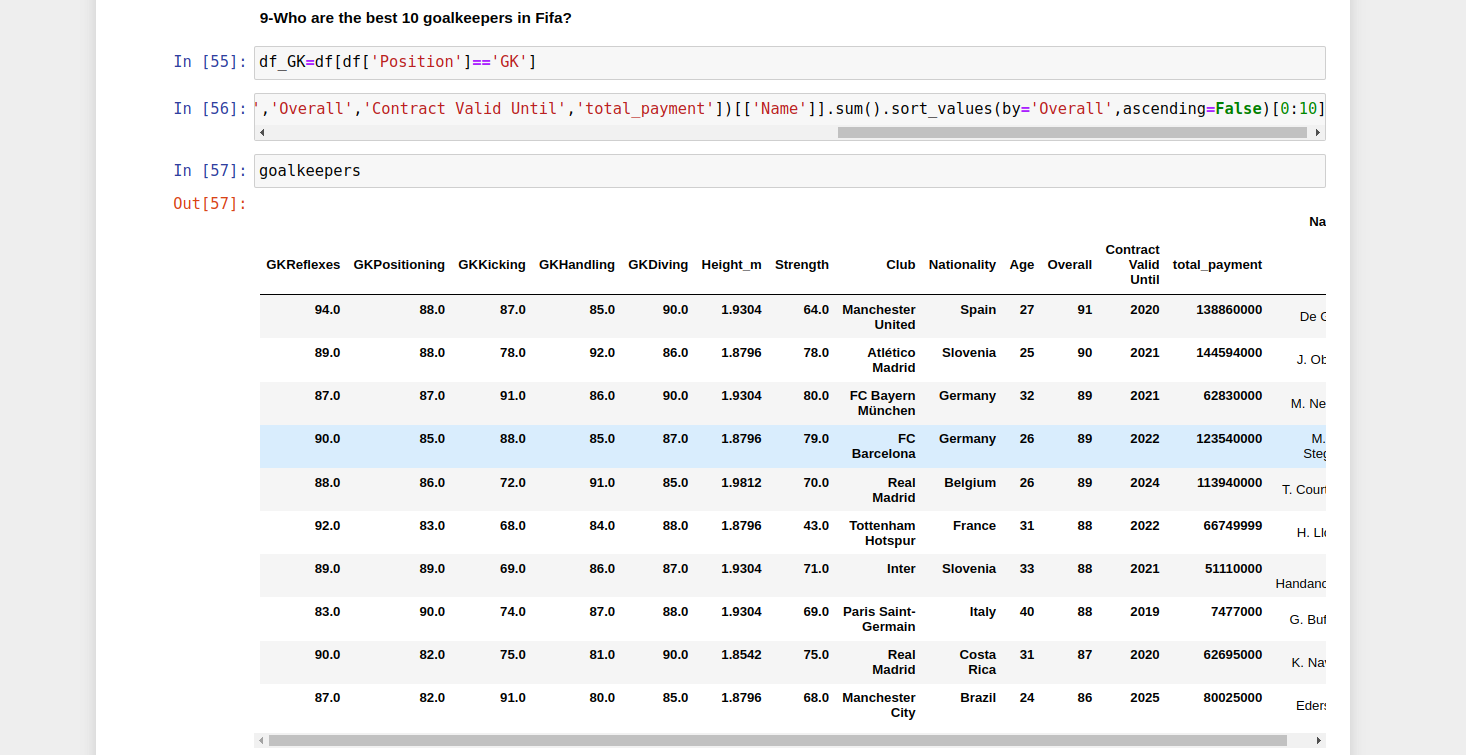 9-Who are the best 10 goalkeepers in Fifa?
In [55]: df_GK=df[df['Position']=='GK']
In [56]: ','Overall','Contract Valid Until','total_payment'])[['Name']].sum().sort_values(by='Overall',ascending=False)[0:10]
In [57]: goalkeepers
Out[57]:
Na
GKReflexes GKPositioning GKKicking GKHandling GKDiving Height_m Strength Club Nationality Age Overall Contract Valid Until total_payment
94.0 88.0 87.0 85.0 90.0 1.9304 64.0 Manchester United Spain 27 91 2020 138860000 De G
89.0 88.0 78.0 92.0 86.0 1.8796 78.0 Atlético Madrid Slovenia 25 90 2021 144594000 J. Ob
87.0 87.0 91.0 86.0 90.0 1.9304 80.0 FC Bayern München Germany 32 89 2021 62830000 M. Ne
90.0 85.0 88.0 85.0 87.0 1.8796 79.0 FC Barcelona Germany 26 89 2022 123540000 M. Steg
88.0 86.0 72.0 91.0 85.0 1.9812 70.0 Real Madrid Belgium 26 89 2024 113940000 T. Court
92.0 83.0 68.0 84.0 88.0 1.8796 43.0 Tottenham Hotspur France 31 88 2022 66749999 H. Llo
89.0 89.0 69.0 86.0 87.0 1.9304 71.0 Inter Slovenia 33 88 2021 51110000 Handano
83.0 90.0 74.0 87.0 88.0 1.9304 69.0 Paris Saint-Germain Italy 40 88 2019 7477000 G. Buf
90.0 82.0 75.0 81.0 90.0 1.8542 75.0 Real Madrid Costa Rica 31 87 2020 62695000 K. Nav
87.0 82.0 91.0 80.0 85.0 1.8796 68.0 Manchester City Brazil 24 86 2025 80025000 Eders